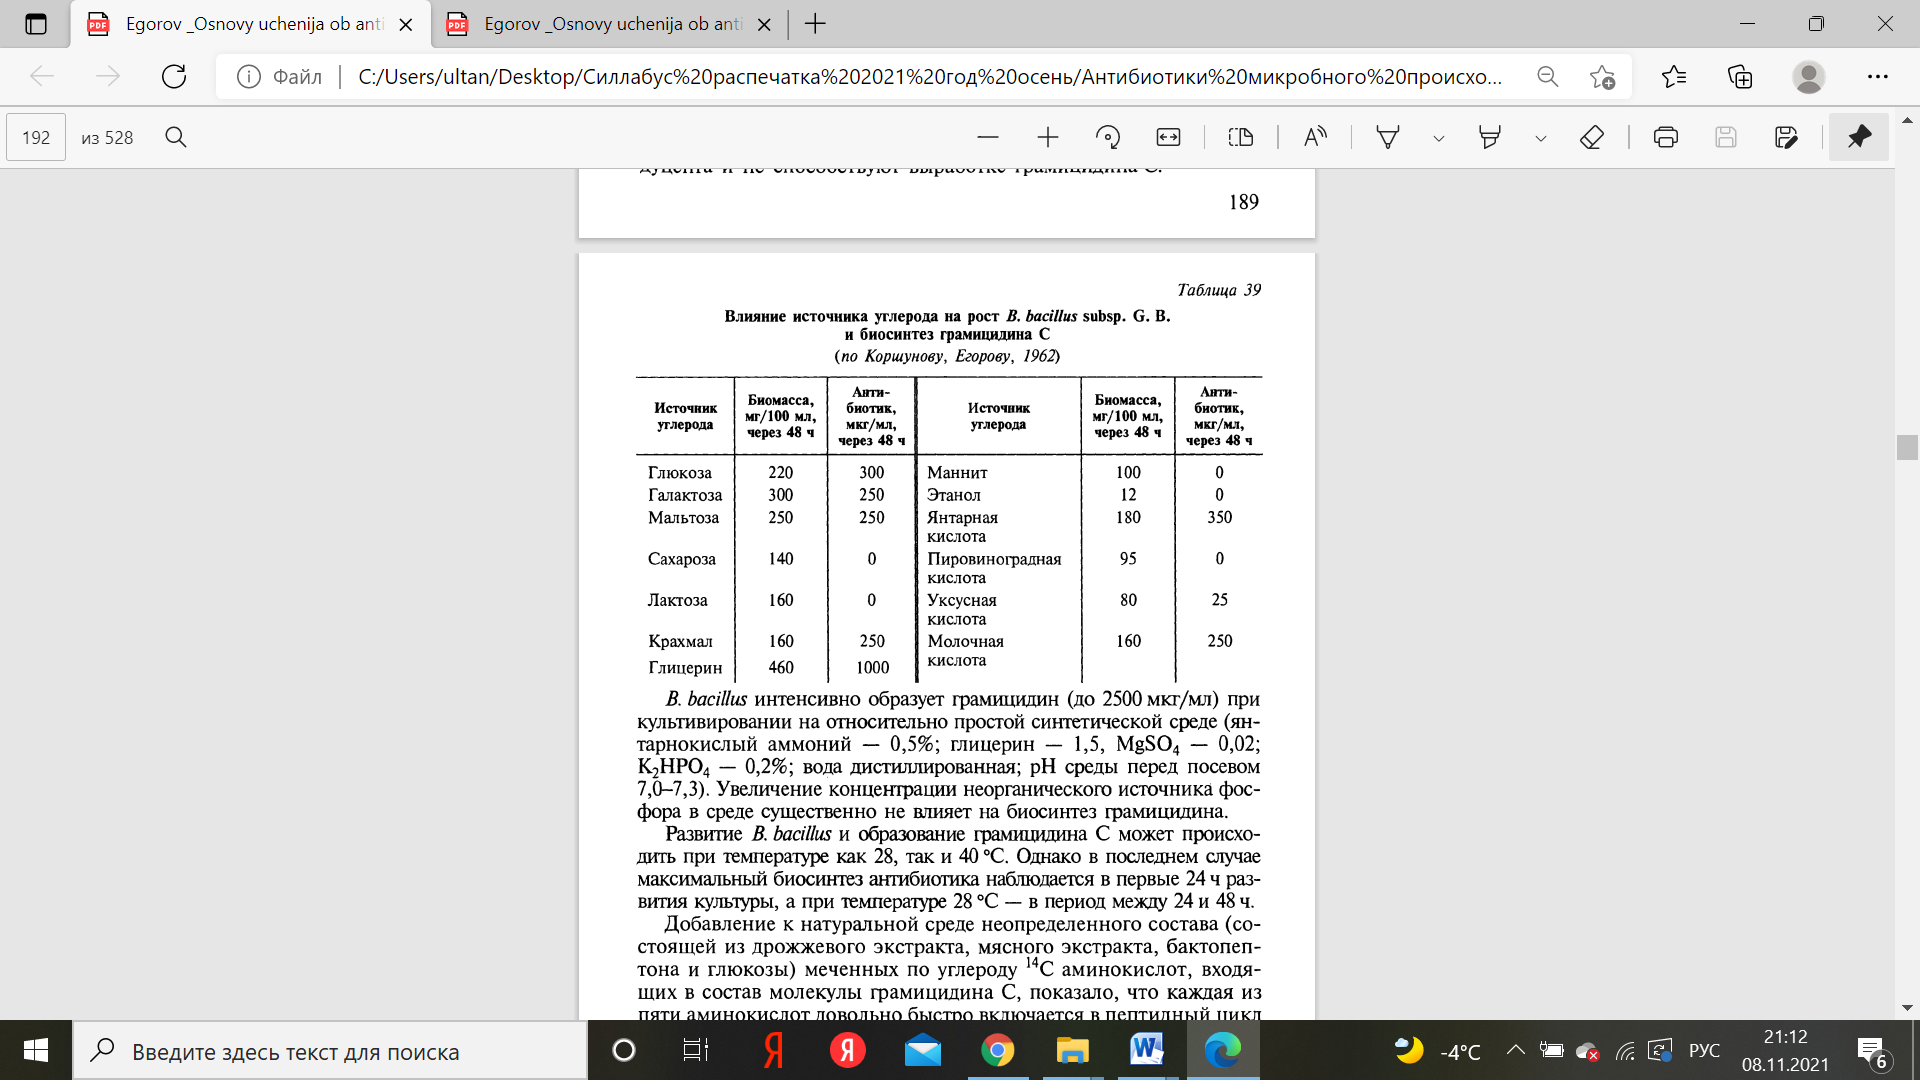 Egorov _Osnovy uchenija ob anti
Egorov _Osnovy uchenija ob anti
Файл
C:/Users/ultan/Desktop/Силлабус%20распечатка%202021%20год%20осень/Антибиотики%20микробного%20происхо...
192
из 528
189
Таблица 39
Влияние источника углерода на рост B. bacillus subsp. G. B.
и биосинтез грамицидина С
(по Коршунову, Егорову, 1962)
Источник углерода | Биомасса, мг/100 мл, через 48 ч | Анти-биотик, мкг/мл, через 48 ч | Источник углерода | Биомасса, мг/100 мл, через 48 ч | Анти-биотик, мкг/мл, через 48 ч
Глюкоза 220 300 Маннит 100 0
Галактоза 300 250 Этанол 12 0
Мальтоза 250 250 Янтарная 180 350
кислота
Сахароза 140 0 Пировиноградная 95 0
кислота
Лактоза 160 0 Уксусная 80 25
кислота
Крахмал 160 250 Молочная 160 250
кислота
Глицерин 460 1000
B. bacillus интенсивно образует грамицидин (до 2500 мкг/мл) при
культивировании на относительно простой синтетической среде (ян-
тарнокислый аммоний — 0,5%; глицерин — 1,5, MgSO₄ — 0,02;
K₂HPO₄ — 0,2%; вода дистиллированная; pH среды перед посевом
7,0–7,3). Увеличение концентрации неорганического источника фос-
фора в среде существенно не влияет на биосинтез грамицидина.
Развитие B. bacillus и образование грамицидина С может происхо-
дить при температуре как 28, так и 40 °С. Однако в последнем случае
максимальный биосинтез антибиотика наблюдается в первые 24 ч раз-
вития культуры, а при температуре 28 °С — в период между 24 и 48 ч.
Добавление к натуральной среде неопределенного состава (со-
стоящей из дрожжевого экстракта, мясного экстракта, бактопеп-
тона и глюкозы) меченных по углероду ¹⁴С аминокислот, входя-
щих в состав молекулы грамицидина С, показало, что каждая из
пяти аминокислот довольно быстро включается в пептидный цикл
Введите здесь текст для поиска
-4°C
РУС
21:12
08.11.2021
6